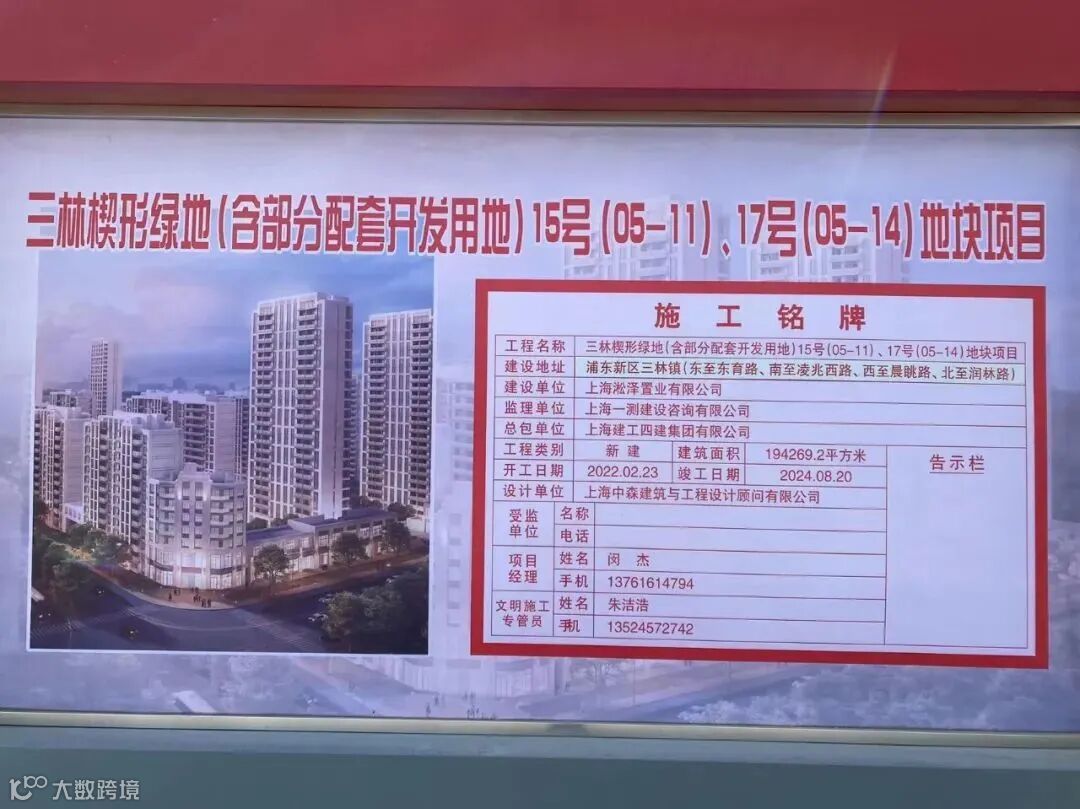 三林楔形绿地(含部分配套开发用地)15号(05-11)、17号(05-14)地块项目
施工铭牌
工程名称 三林楔形绿地(含部分配套开发用地)15号(05-11)、17号(05-14)地块项目
建设地址 浦东新区三林镇(东至东育路、南至凌兆西路、西至晨眺路、北至润林路)
建设单位 上海淞泽置业有限公司
监理单位 上海一测建设咨询有限公司
总包单位 上海建工四建集团有限公司
工程类别 新建 建筑面积 194269.2平方米
告示栏
开工日期 2022.02.23 竣工日期 2024.08.20
设计单位 上海中森建筑与工程设计顾问有限公司
受监单位 名称
电话
项目经理 姓名 闵杰
手机 13761614794
文明施工专管员 姓名 朱洁浩
手机 13524572742
大数跨境